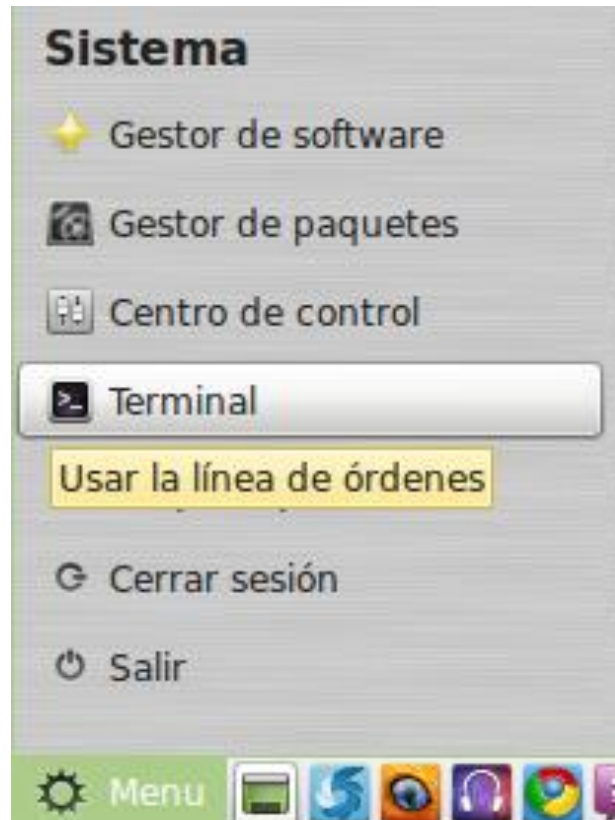 Sistema
Gestor de software
Gestor de paquetes
Centro de control
Terminal
Usar la línea de órdenes
Cerrar sesión
Salir
Menu